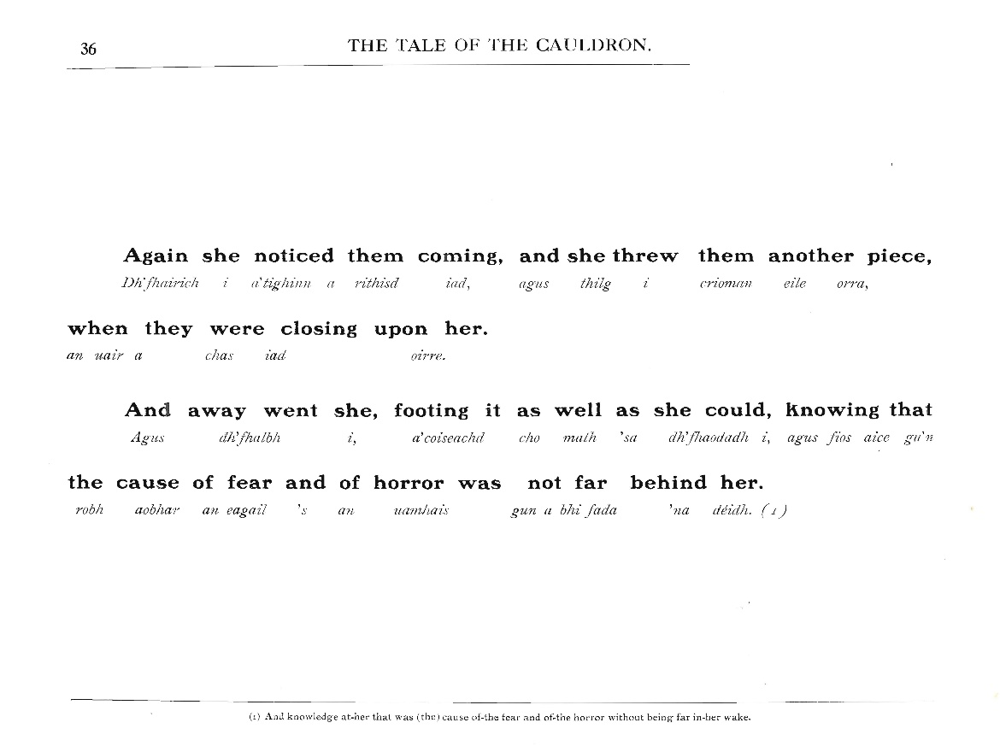 36 THE TALE OF THE CAULDRON.
Again she noticed them coming, and she threw them another piece,
Dh'fhairich i a'tighinn a rithisd iad, agus thilg i crioman eile orra,
when they were closing upon her.
an uair a chas iad oirre.
And away went she, footing it as well as she could, knowing that
Agus dh'fhalbh i, a'coiseachd cho math 'sa dh'fhaodadh i, agus fios aice gu'n
the cause of fear and of horror was not far behind her.
robh aobhar an eagail 's an uamhais gun a bhi fada 'na déidh. (1)
(1) And knowledge at-her that was (the) cause of-the fear and of-the horror without being far in-her wake.